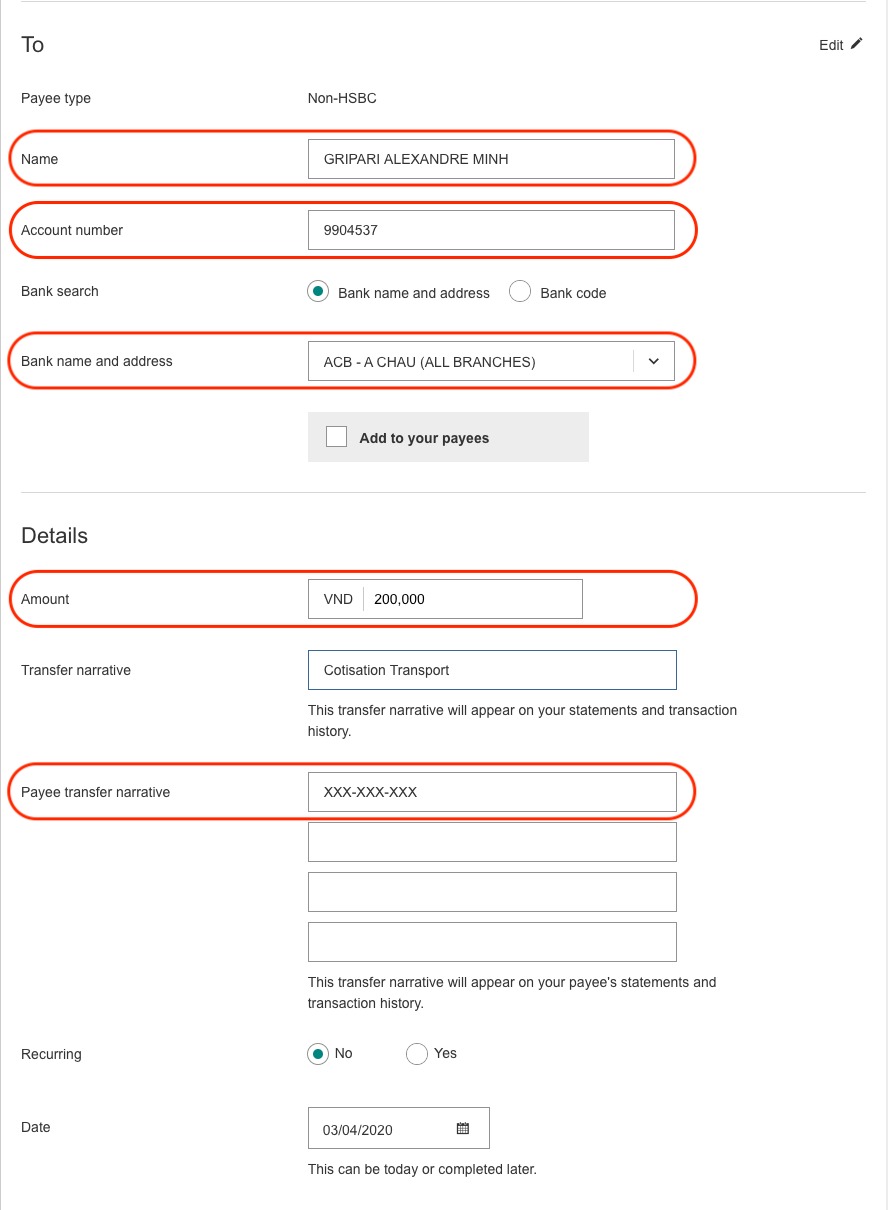 To
Edit
Payee type
Non-HSBC
Name
GRIPARI ALEXANDRE MINH
Account number
9904537
Bank search
Bank name and address
Bank code
Bank name and address
ACB - A CHAU (ALL BRANCHES)
Add to your payees
Details
Amount
VND
200,000
Transfer narrative
Cotisation Transport
This transfer narrative will appear on your statements and transaction
history.
Payee transfer narrative
XXX-XXX-XXX
This transfer narrative will appear on your payee's statements and
transaction history.
Recurring
No
Yes
Date
03/04/2020
This can be today or completed later.